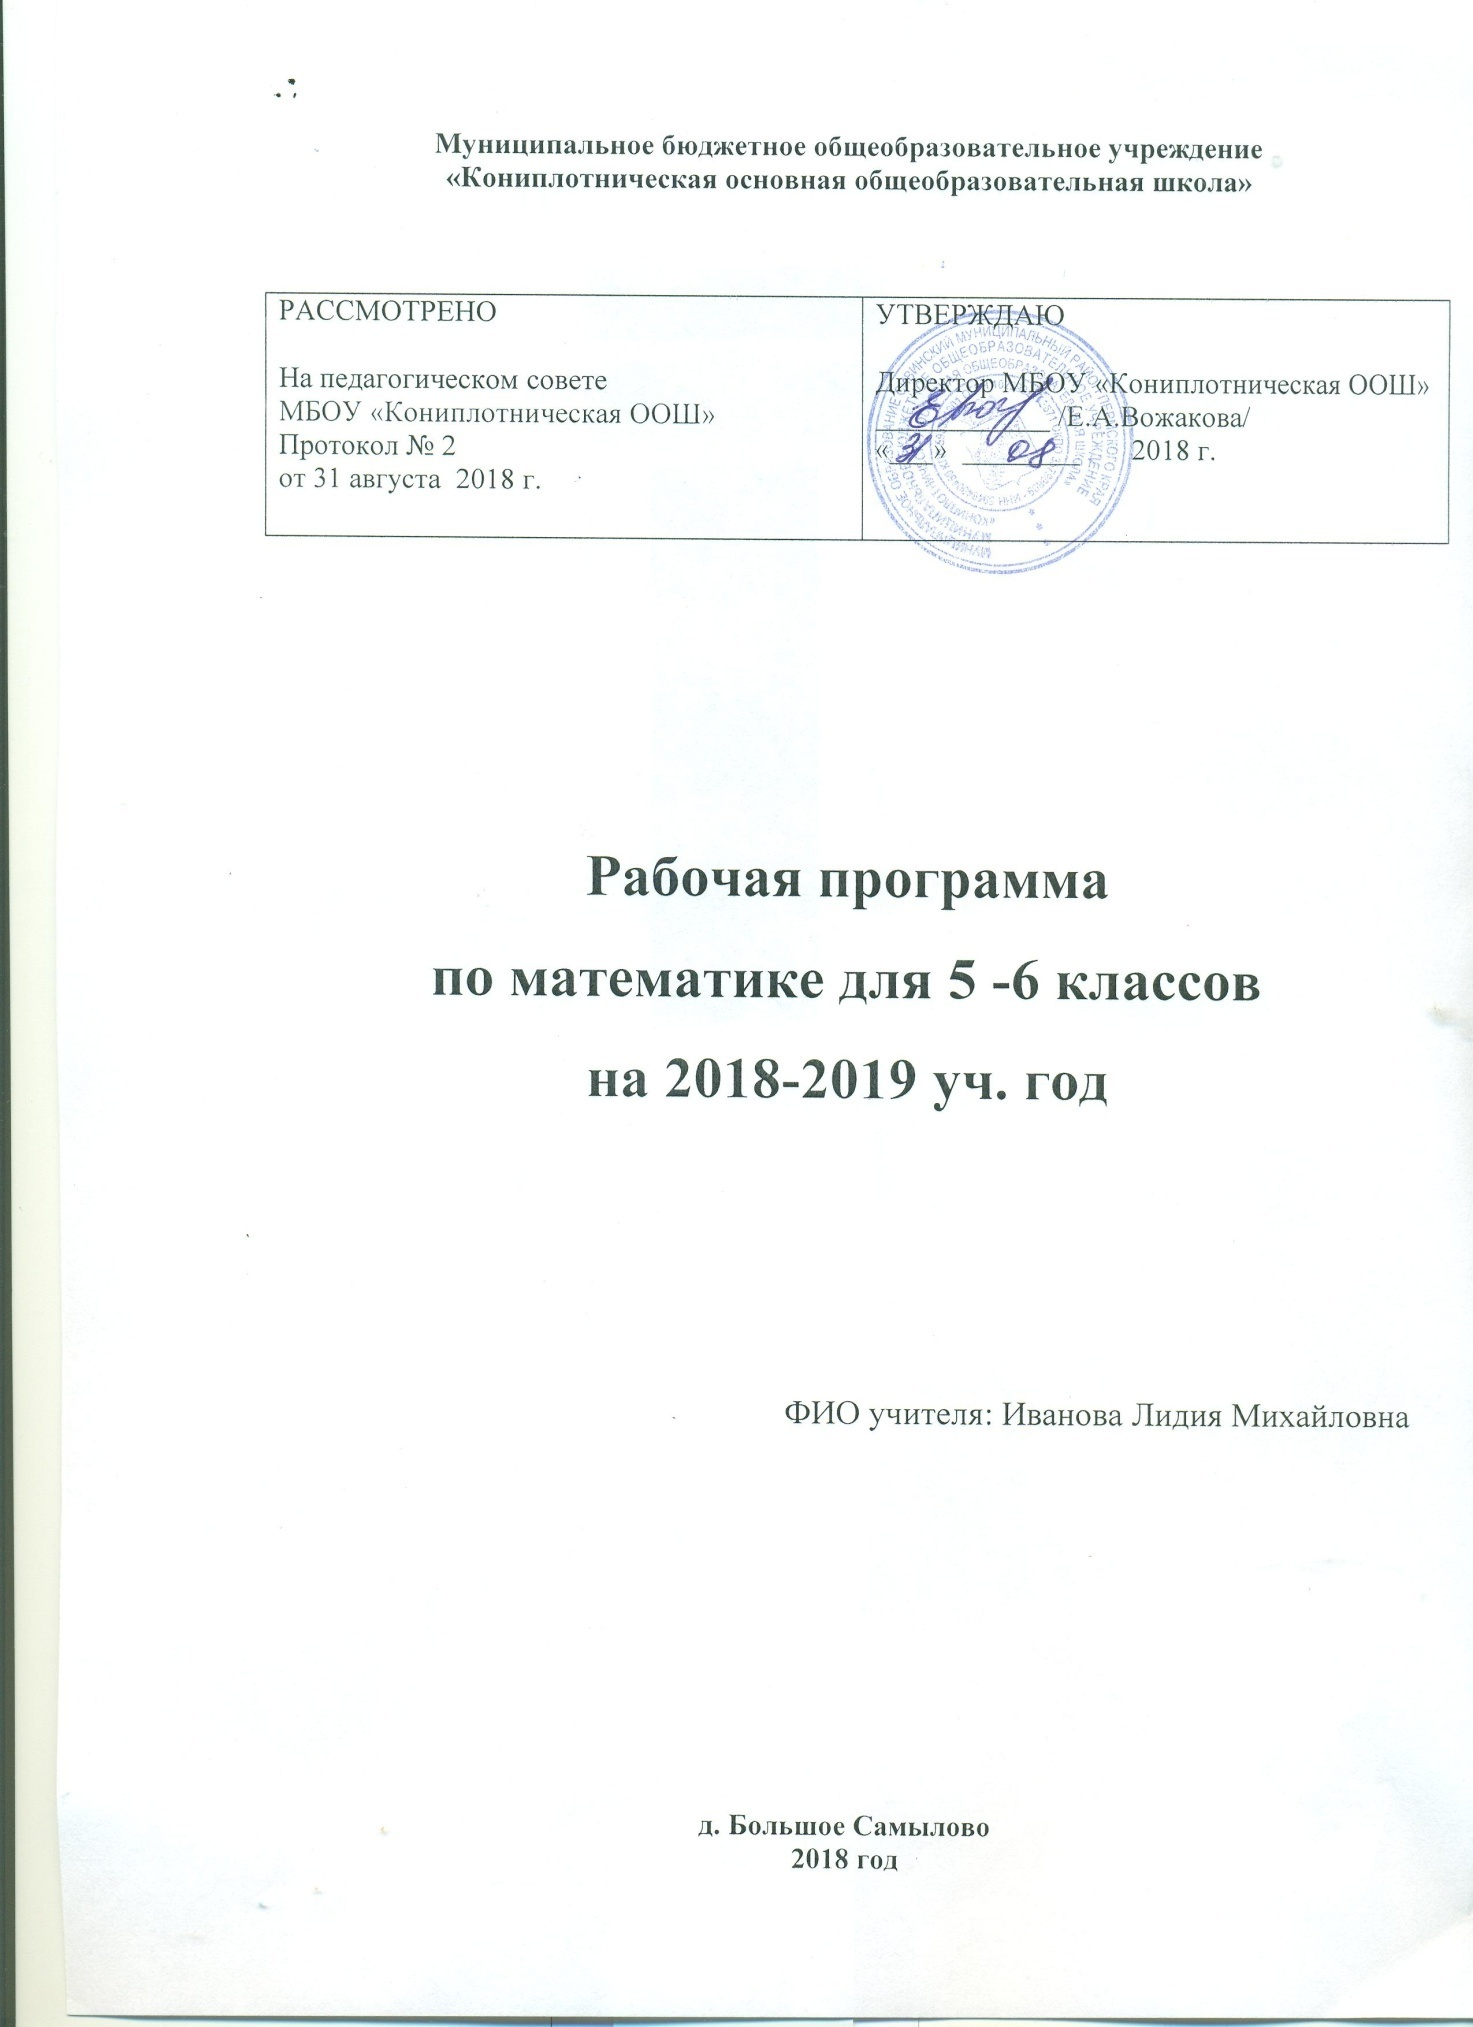 Муниципальное бюджетное общеобразовательное учреждение
«Кониплотническая основная общеобразовательная школа»
РАССМОТРЕНО
На педагогическом совете
МБОУ «Кониплотническая ООШ»
Протокол № 2
от 31 августа 2018 г.
УТВЕРЖДАЮ
Директор МБОУ «Кониплотническая ООШ»
/Е.А.Вожакова/
«31» 08 2018 г.
Рабочая программа
по математике для 5 -6 классов
на 2018-2019 уч. год
ФИО учителя: Иванова Лидия Михайловна
д. Большое Самылово
2018 год